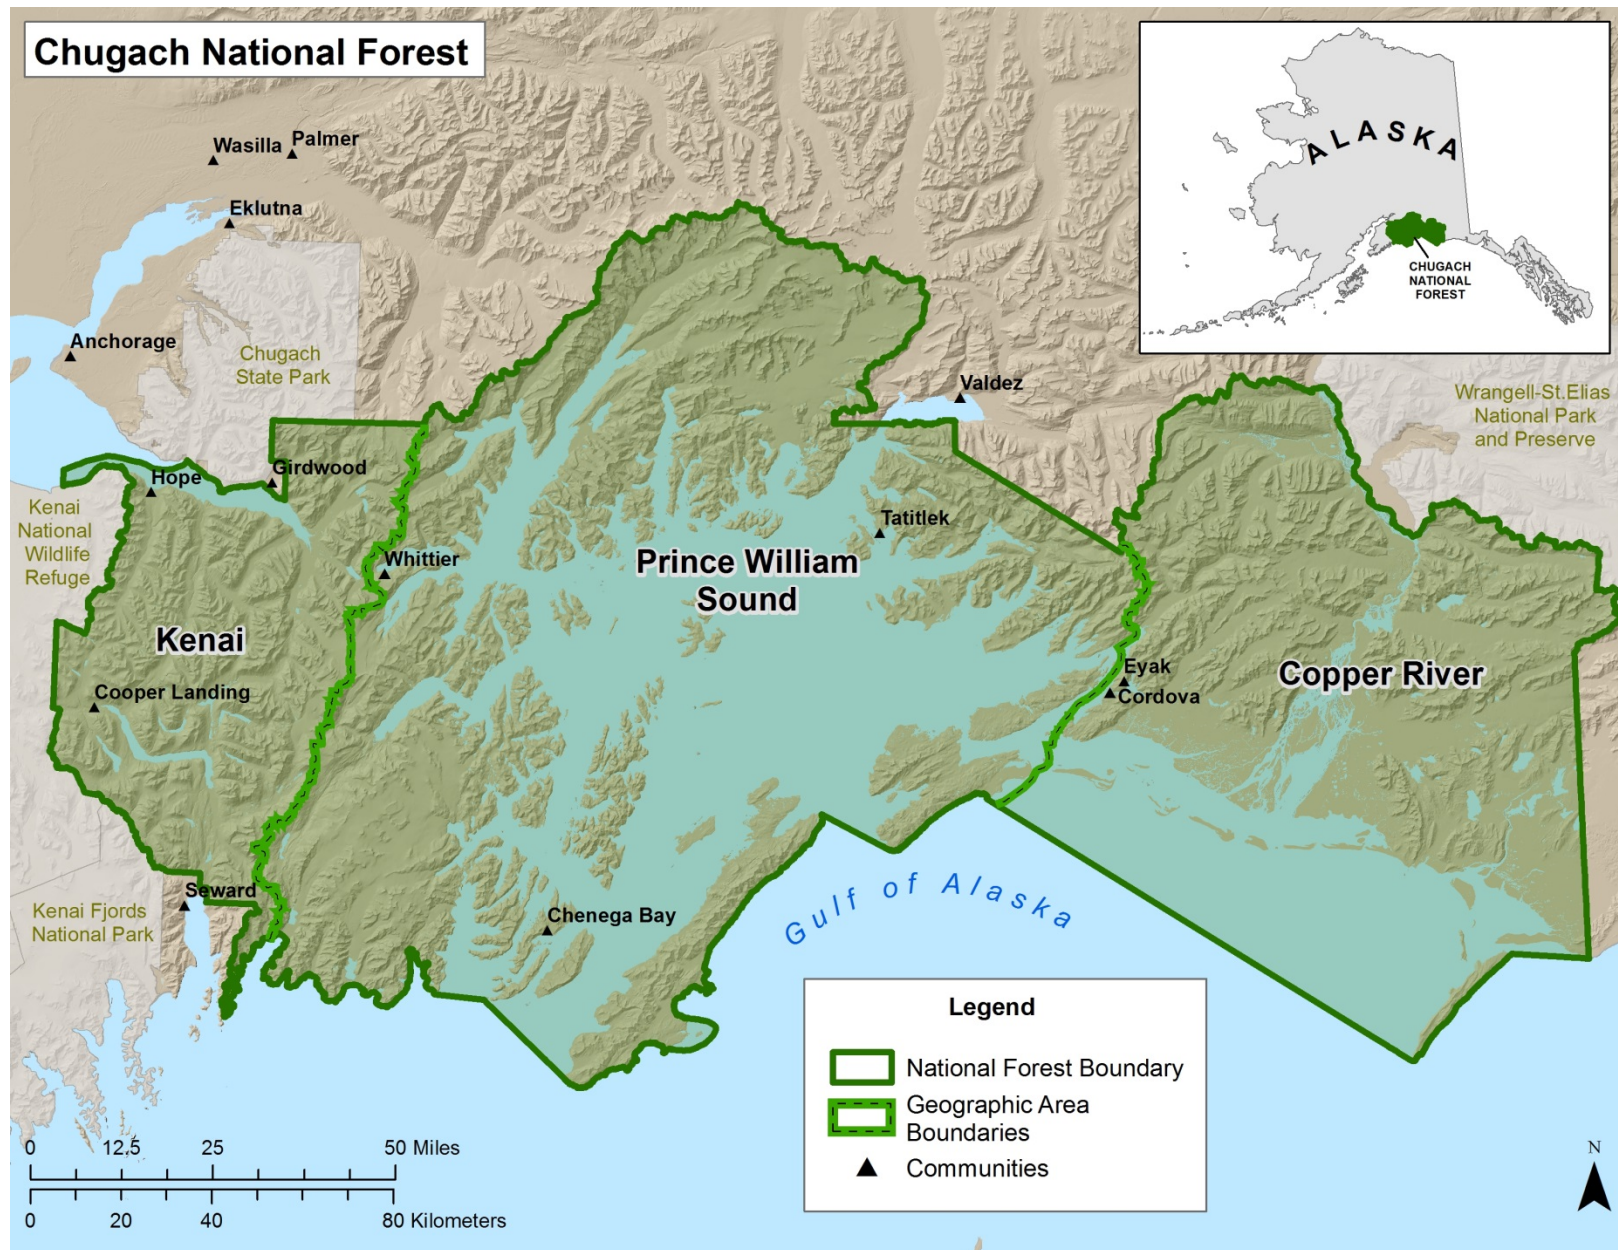 Chugach National Forest
ALASKA
CHUGACH
NATIONAL
FOREST
Wasilla
Palmer
Eklutna
Anchorage
Chugach
State Park
Valdez
Wrangell-St.Elias
National Park
and Preserve
Girdwood
Hope
Kenai
National
Wildlife
Refuge
Whittier
Tatitlek
Prince William
Sound
Kenai
Cooper Landing
Eyak
Cordova
Copper River
Seward
Kenai Fjords
National Park
Chenega Bay
Gulf of Alaska
Legend
National Forest Boundary
Geographic Area
Boundaries
Communities
0 12.5 25 50 Miles
0 20 40 80 Kilometers
N